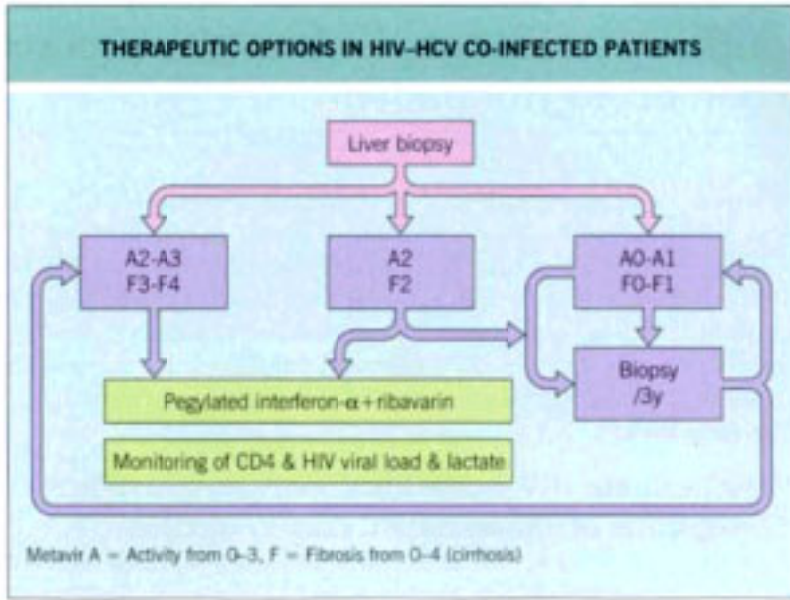 THERAPEUTIC OPTIONS IN HIV–HCV CO-INFECTED PATIENTS
Liver biopsy
A2-A3
F3-F4
A2
F2
A0-A1
F0-F1
Biopsy
/3y
Pegylated interferon-α+ribavarin
Monitoring of CD4 & HIV viral load & lactate
Metavir A = Activity from 0–3, F = Fibrosis from 0–4 (cirrhosis)